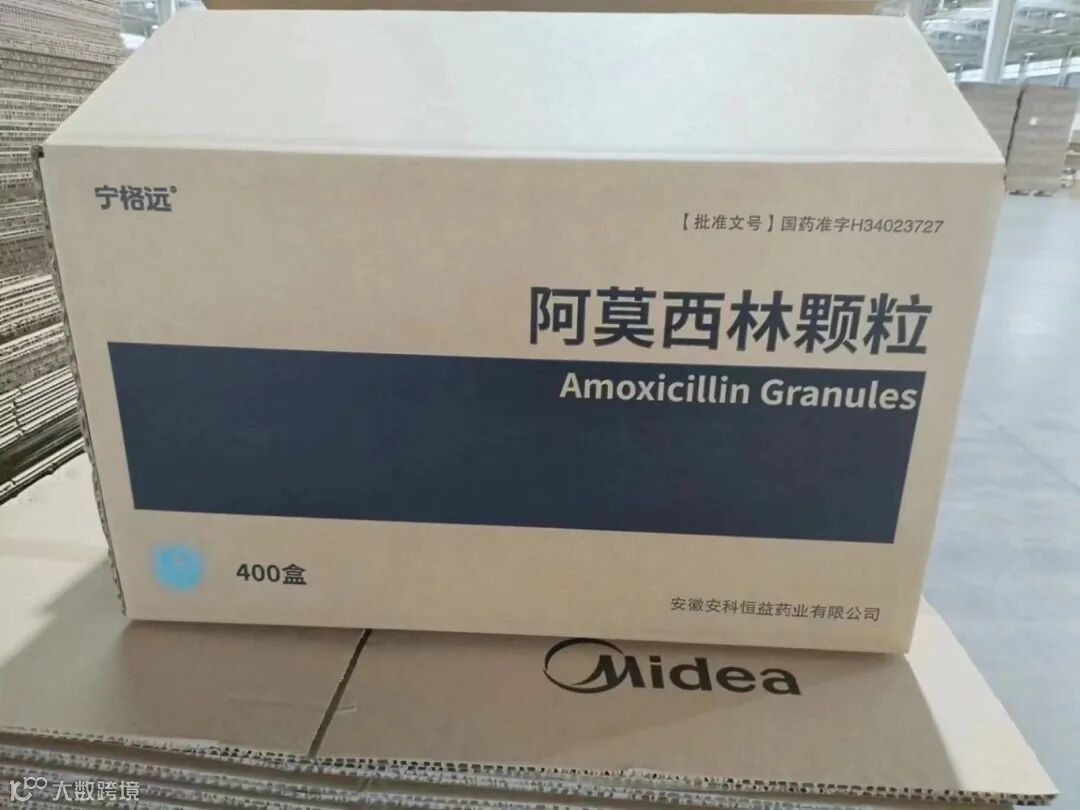 宁格远®
【批准文号】国药准字H34023727
阿莫西林颗粒
Amoxicillin Granules
400盒
安徽安科恒益药业有限公司
Midea
大数跨境